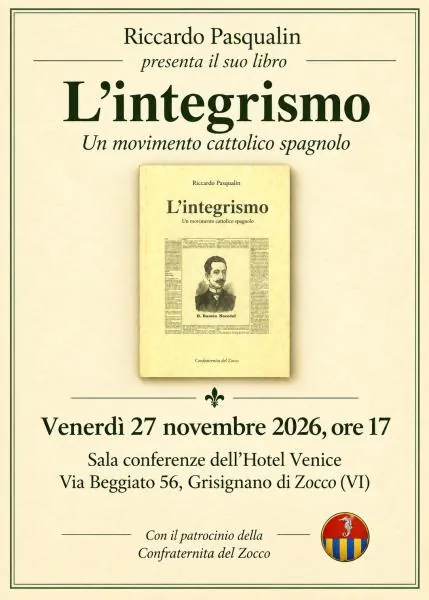 Riccardo Pasqualin
presenta il suo libro
L'integrismo
Un movimento cattolico spagnolo
Riccardo Pasqualin
L'integrismo
Un movimento cattolico spagnolo
D. Ramón Nocedal
Confraternita del Zocco
Venerdì 27 novembre 2026, ore 17
Sala conferenze dell'Hotel Venice
Via Beggiato 56, Grisignano di Zocco (VI)
Con il patrocinio della
Confraternita del Zocco